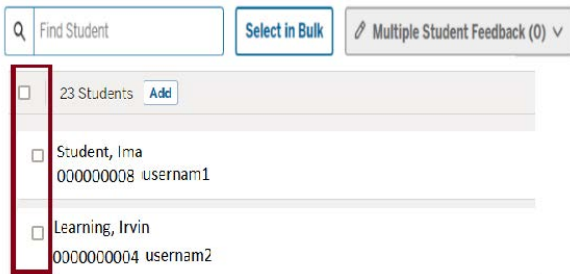 Find Student
Select in Bulk
Multiple Student Feedback (0)
23 Students Add
Student, Ima
000000008 usernam1
Learning, Irvin
0000000004 usernam2